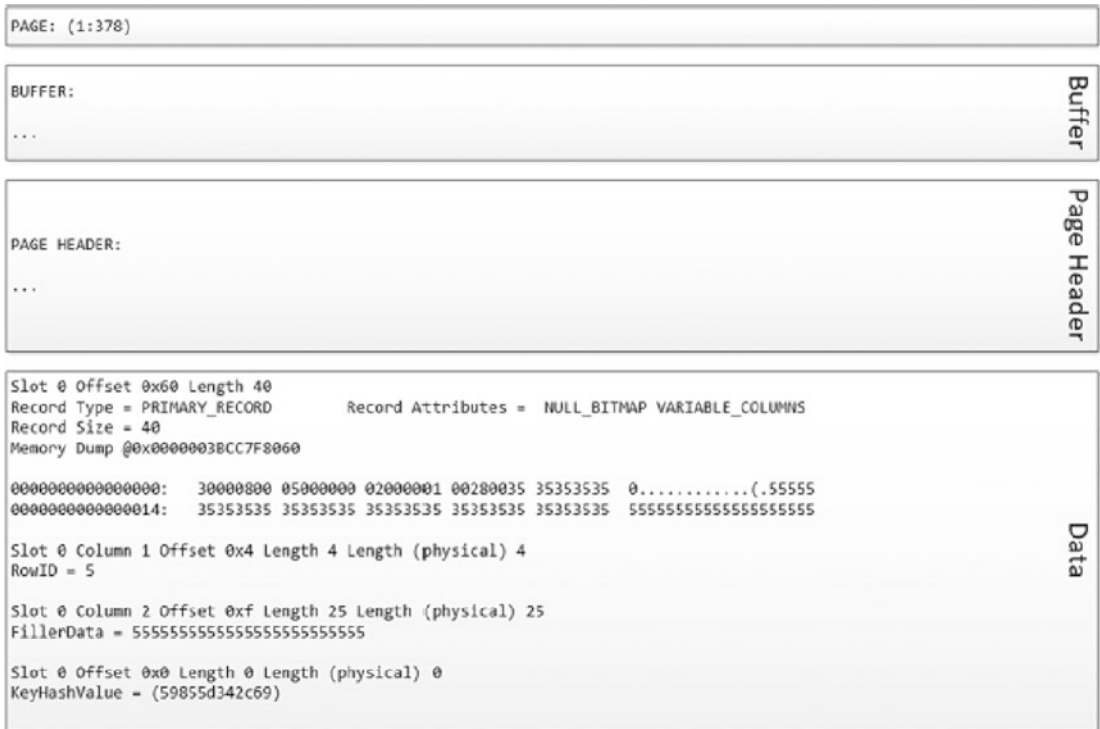 PAGE: (1:378)
BUFFER:
...
Buffer
PAGE HEADER:
...
Page Header
Slot 0 Offset 0x60 Length 40
Record Type = PRIMARY_RECORD Record Attributes = NULL_BITMAP VARIABLE_COLUMNS
Record Size = 40
Memory Dump @0x0000003BCC7F8060
0000000000000000: 30000800 05000000 02000001 00280035 35353535 0............(.55555
0000000000000014: 35353535 35353535 35353535 35353535 35353535 55555555555555555555
Slot 0 Column 1 Offset 0x4 Length 4 Length (physical) 4
RowID = 5
Slot 0 Column 2 Offset 0xf Length 25 Length (physical) 25
FillerData = 5555555555555555555555555
Slot 0 Offset 0x0 Length 0 Length (physical) 0
KeyHashValue = (59855d342c69)
Data